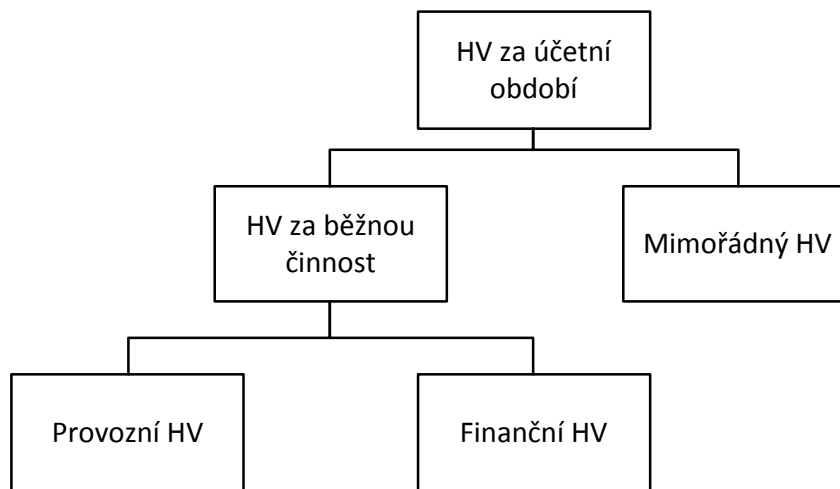 HV za účetní
období
HV za běžnou
činnost
Mimořádný HV
Provozní HV
Finanční HV